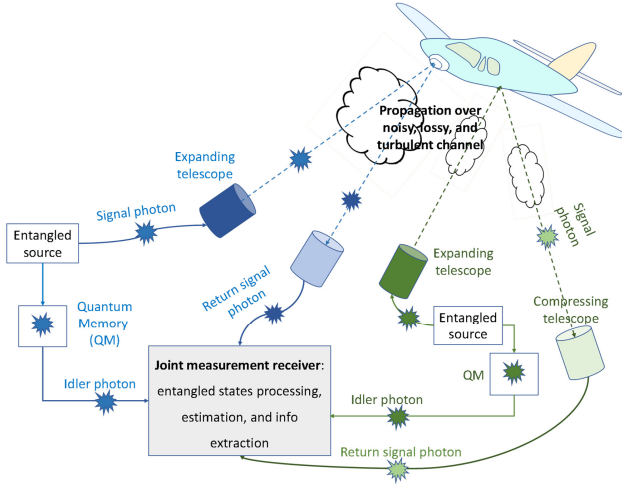 Propagation over
noisy, lossy, and
turbulent channel
Expanding
telescope
Signal photon
Signal
photon
Entangled
source
Expanding
telescope
Return signal
photon
Quantum
Memory
(QM)
Compressing
telescope
Entangled
source
Joint measurement receiver:
entangled states processing,
estimation, and info
extraction
QM
Idler photon
Idler photon
Return signal photon